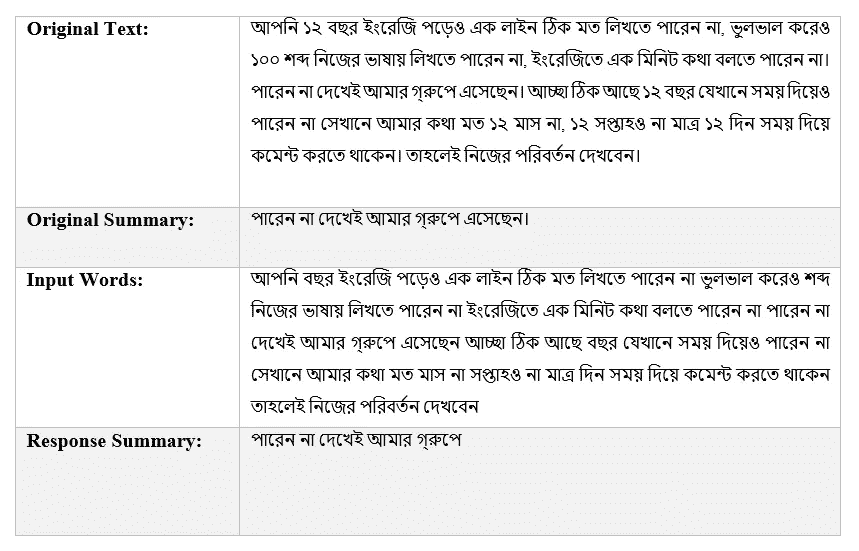 Original Text:
আপনি ১২ বছর ইংরেজি পড়েও এক লাইন ঠিক মত লিখতে পারেন না, ভুলভাল করেও
১০০ শব্দ নিজের ভাষায় লিখতে পারেন না, ইংরেজিতে এক মিনিট কথা বলতে পারেন না।
পারেন না দেখেই আমার গ্রুপে এসেছেন। আচ্ছা ঠিক আছে ১২ বছর যেখানে সময় দিয়েও
পারেন না সেখানে আমার কথা মত ১২ মাস না, ১২ সপ্তাহও না মাত্র ১২ দিন সময় দিয়ে
কমেন্ট করতে থাকেন। তাহলেই নিজের পরিবর্তন দেখবেন।
Original Summary:
পারেন না দেখেই আমার গ্রুপে এসেছেন।
Input Words:
আপনি বছর ইংরেজি পড়েও এক লাইন ঠিক মত লিখতে পারেন না ভুলভাল করেও শব্দ
নিজের ভাষায় লিখতে পারেন না ইংরেজিতে এক মিনিট কথা বলতে পারেন না পারেন না
দেখেই আমার গ্রুপে এসেছেন আচ্ছা ঠিক আছে বছর যেখানে সময় দিয়েও পারেন না
সেখানে আমার কথা মত মাস না সপ্তাহও না মাত্র দিন সময় দিয়ে কমেন্ট করতে থাকেন
তাহলেই নিজের পরিবর্তন দেখবেন
Response Summary:
পারেন না দেখেই আমার গ্রুপে